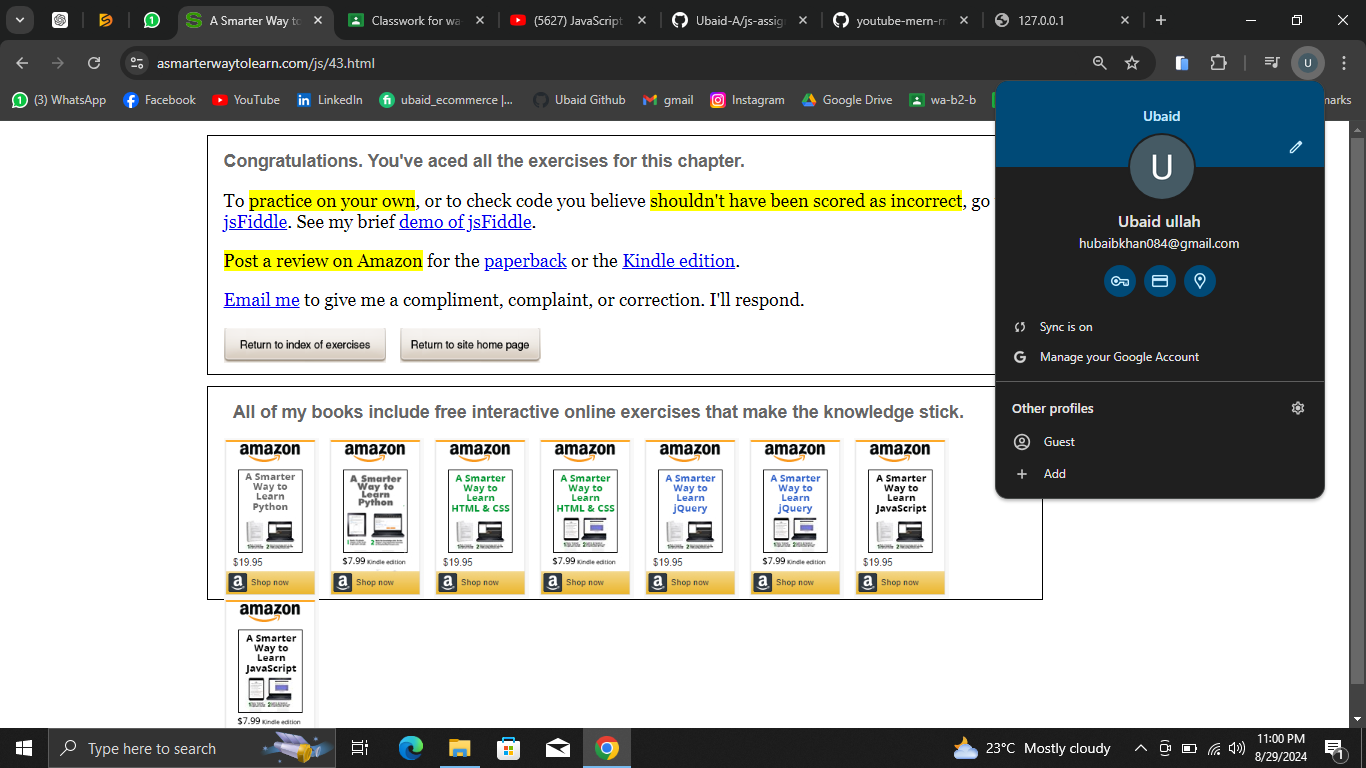 A Smarter Way to
Classwork for wa-
(5627) JavaScript
Ubaid-A/js-assig
youtube-mern-rr
127.0.0.1
asmarterwaytolearn.com/js/43.html
U
(3) WhatsApp
Facebook
YouTube
LinkedIn
ubaid_ecommerce |...
Ubaid Github
gmail
Instagram
Google Drive
wa-b2-b
marks
Ubaid
U
Ubaid ullah
hubaibkhan084@gmail.com
Sync is on
Manage your Google Account
Other profiles
Guest
Add
Congratulations. You've aced all the exercises for this chapter.
To practice on your own, or to check code you believe shouldn't have been scored as incorrect, go
jsFiddle. See my brief demo of jsFiddle.
Post a review on Amazon for the paperback or the Kindle edition.
Email me to give me a compliment, complaint, or correction. I'll respond.
Return to index of exercises
Return to site home page
All of my books include free interactive online exercises that make the knowledge stick.
amazon
A Smarter
Way to
Learn
Python
$19.95
Shop now
amazon
A Smarter
Way to
Learn
Python
$7.99 Kindle edition
Shop now
amazon
A Smarter
Way to
Learn
HTML & CSS
$19.95
Shop now
amazon
A Smarter
Way to
Learn
HTML & CSS
$7.99 Kindle edition
Shop now
amazon
A Smarter
Way to
Learn
jQuery
$19.95
Shop now
amazon
A Smarter
Way to
Learn
jQuery
$7.99 Kindle edition
Shop now
amazon
A Smarter
Way to
Learn
JavaScript
$19.95
Shop now
amazon
A Smarter
Way to
Learn
JavaScript
$7.99 Kindle edition
Type here to search
23°C Mostly cloudy
11:00 PM
8/29/2024
1